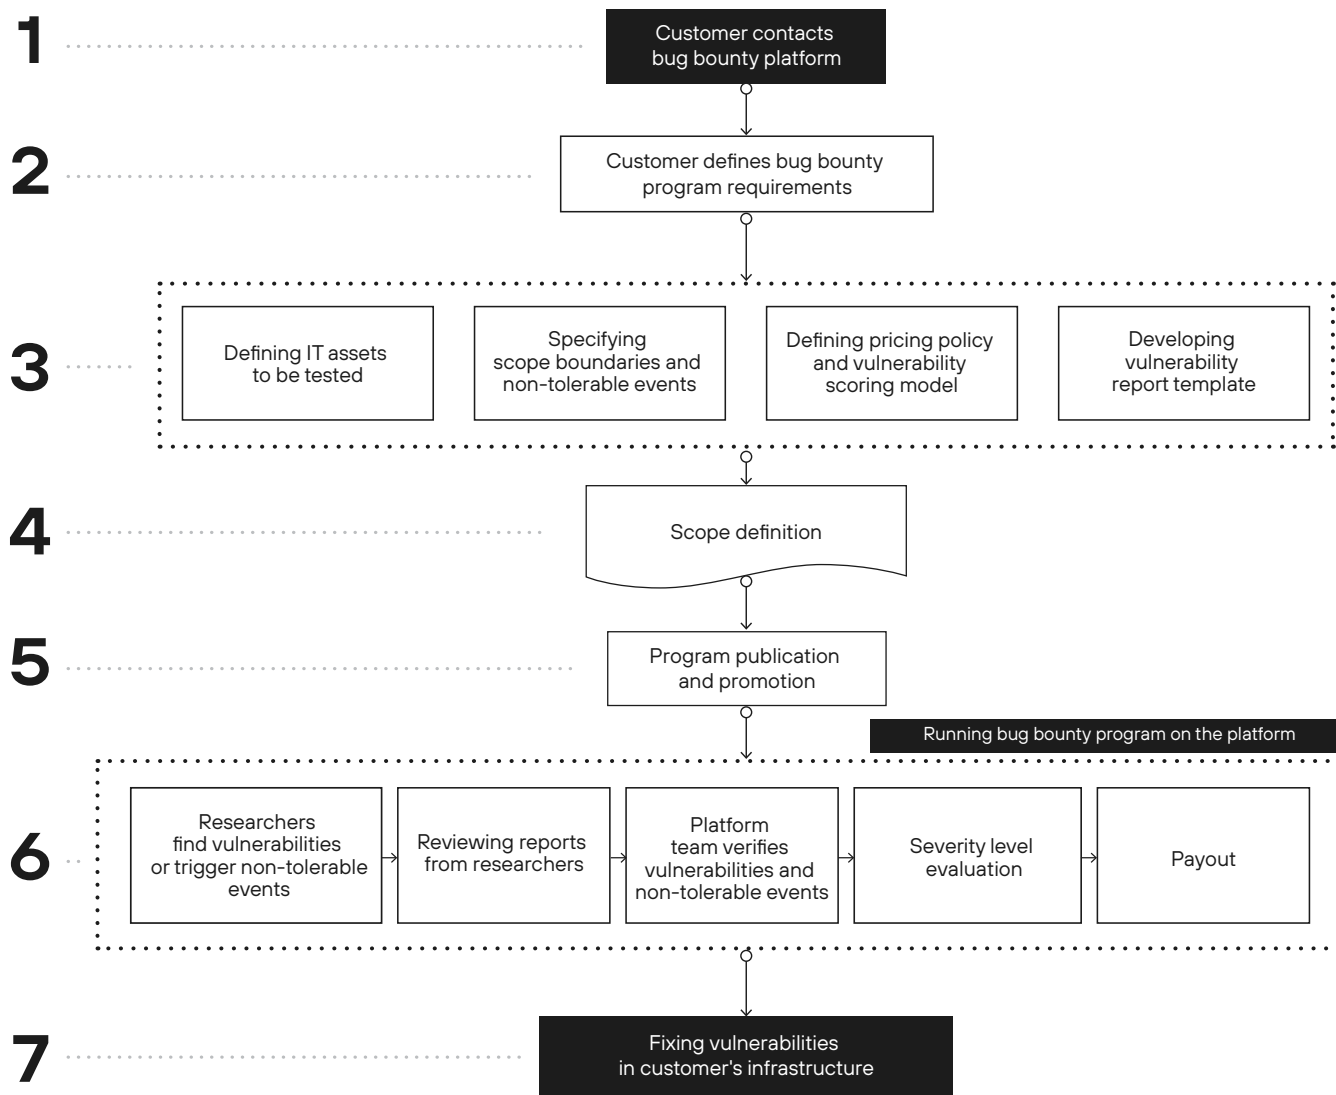 1
Customer contacts
bug bounty platform
2
Customer defines bug bounty
program requirements
3
Defining IT assets
to be tested
Specifying
scope boundaries and
non-tolerable events
Defining pricing policy
and vulnerability
scoring model
Developing
vulnerability
report template
4
Scope definition
5
Program publication
and promotion
Running bug bounty program on the platform
6
Researchers
find vulnerabilities
or trigger non-tolerable
events
Reviewing reports
from researchers
Platform
team verifies
vulnerabilities and
non-tolerable events
Severity level
evaluation
Payout
7
Fixing vulnerabilities
in customer's infrastructure